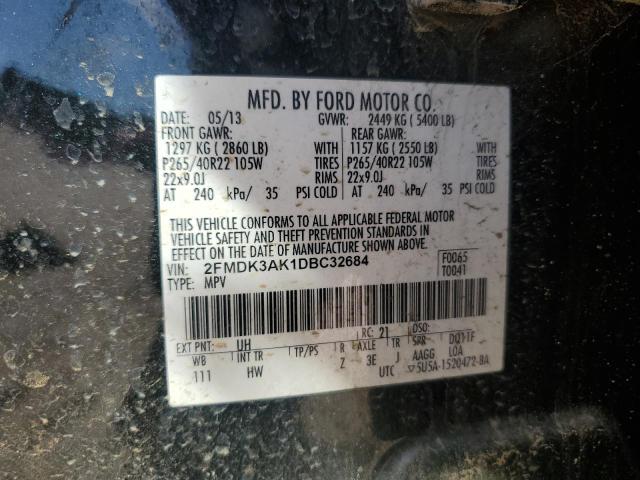 MFD. BY FORD MOTOR CO.
DATE: 05/13 GVWR: 2449 KG ( 5400 LB)
FRONT GAWR: REAR GAWR:
1297 KG ( 2860 LB) WITH 1157 KG ( 2550 LB) WITH
P265/40R22 105W TIRES P265/40R22 105W TIRES
22x9.0J RIMS 22x9.0J RIMS
AT 240 kPa/ 35 PSI COLD AT 240 kPa/ 35 PSI COLD
THIS VEHICLE CONFORMS TO ALL APPLICABLE FEDERAL MOTOR
VEHICLE SAFETY AND THEFT PREVENTION STANDARDS IN
EFFECT ON THE DATE OF MANUFACTURE SHOWN ABOVE.
VIN: 2FMDK3AK1DBC32684 F0065
TYPE: MPV T0041
EXT PNT: UH RC: 21 DSO:
WB INT TR TP/PS R AXLE TR SPR
111 HW Z 3E J AAGG LOA
UTC ▽5U5A-1520472-BA